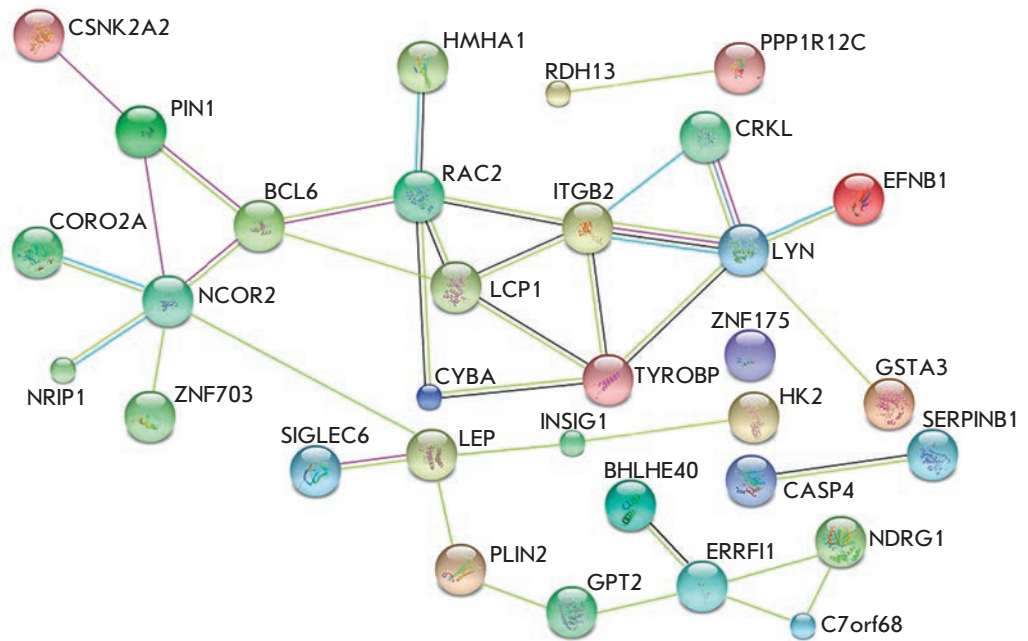 CSNK2A2
HMHA1
PPP1R12C
RDH13
PIN1
CRKL
RAC2
ITGB2
EFNB1
BCL6
CORO2A
LYN
LCP1
NCOR2
ZNF175
CYBA
TYROBP
GSTA3
NRIP1
ZNF703
HK2
INSIG1
SERPINB1
SIGLEC6
LEP
BHLHE40
CASP4
NDRG1
PLIN2
ERRFI1
GPT2
C7orf68